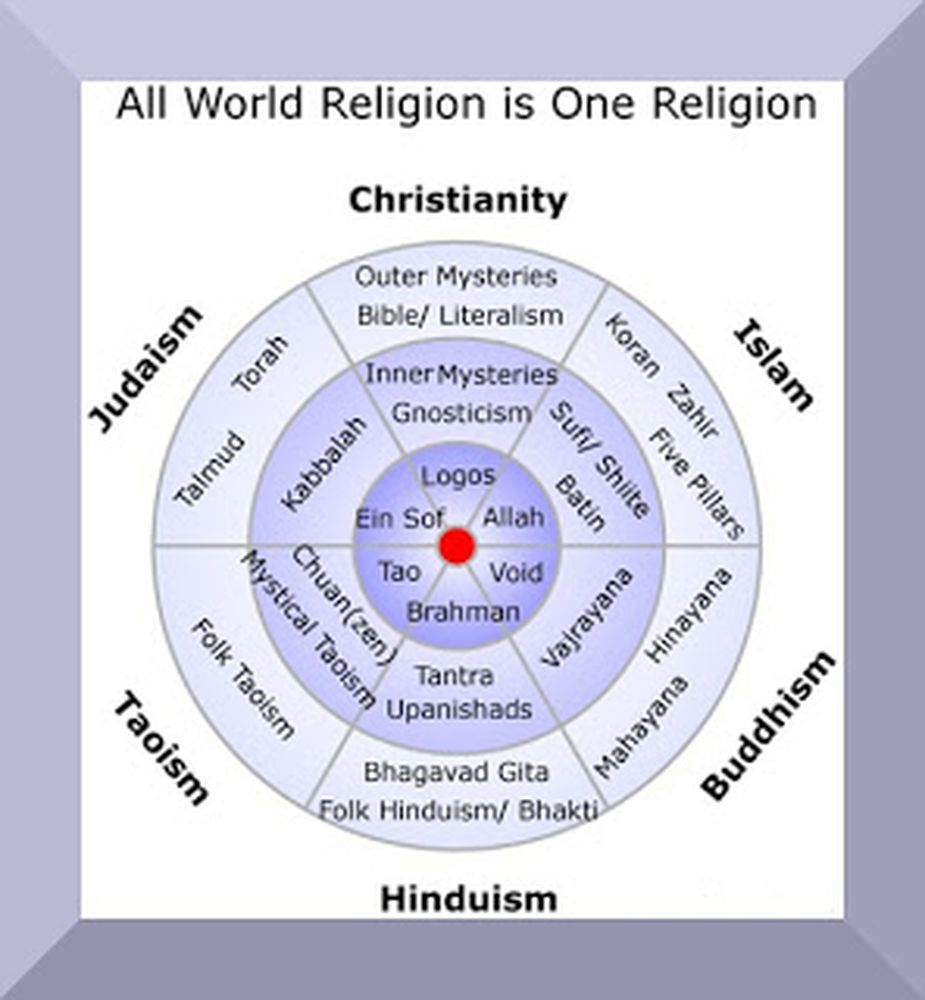 All World Religion is One Religion
Christianity
Judaism
Islam
Outer Mysteries
Bible/ Literalism
Torah
Talmud
Koran Zahir
Five Pillars
Inner Mysteries
Gnosticism
Kabbalah
Sufi/ Shiite
Batin
Logos
Ein Sof
Allah
Tao
Void
Brahman
Chuan(zen)
Mystical Taoism
Vajrayana
Tantra
Upanishads
Folk Taoism
Hinayana
Mahayana
Bhagavad Gita
Folk Hinduism/ Bhakti
Taoism
Buddhism
Hinduism